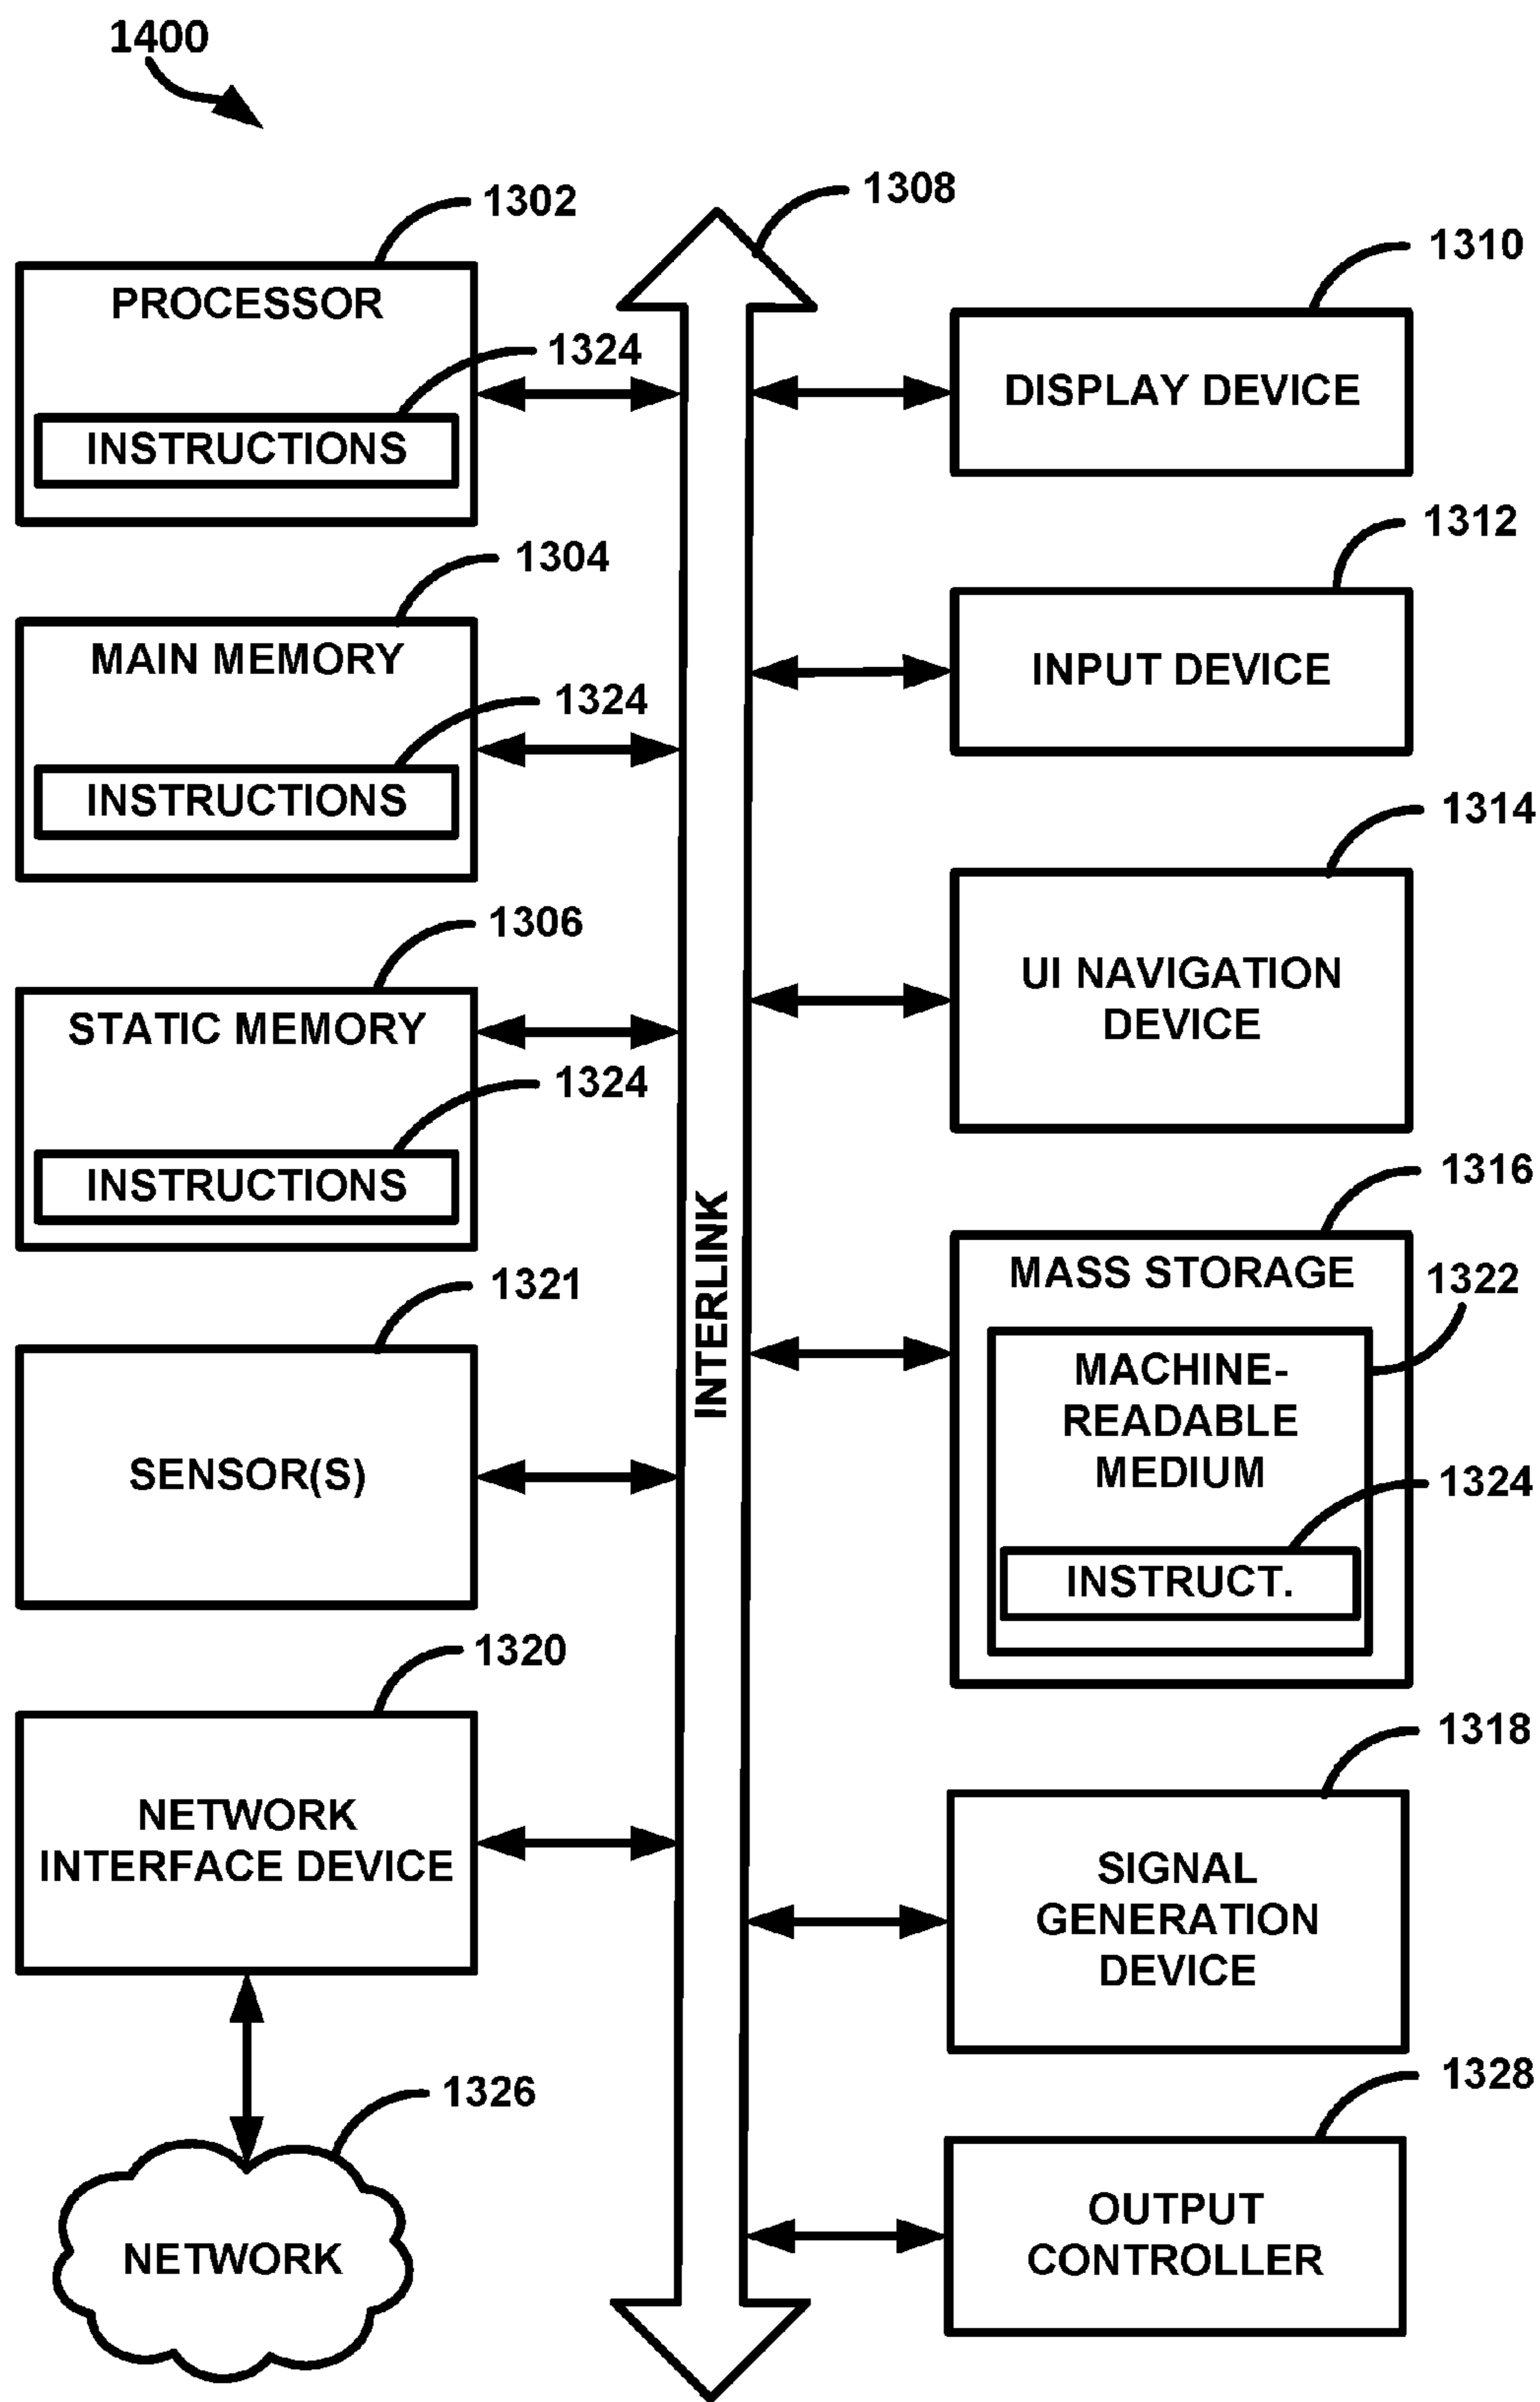 1400
1302
PROCESSOR
1324
INSTRUCTIONS
1304
MAIN MEMORY
1324
INSTRUCTIONS
1306
STATIC MEMORY
1324
INSTRUCTIONS
1321
SENSOR(S)
1320
NETWORK
INTERFACE DEVICE
1326
NETWORK
1308
INTERLINK
1310
DISPLAY DEVICE
1312
INPUT DEVICE
1314
UI NAVIGATION
DEVICE
1316
MASS STORAGE
1322
MACHINE-
READABLE
MEDIUM
1324
INSTRUCT.
1318
SIGNAL
GENERATION
DEVICE
1328
OUTPUT
CONTROLLER